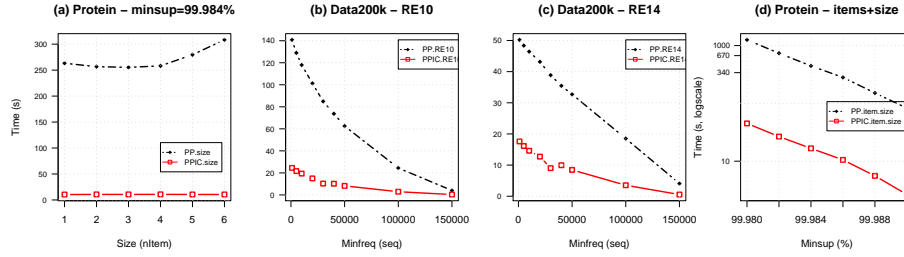 (a) Protein − minsup=99.984%
Time (s)
300
250
200
150
100
50
0
PP.size
PPIC.size
1 2 3 4 5 6
Size (nItem)
(b) Data200k − RE10
140
120
100
80
60
40
20
0
PP.RE10
PPIC.RE10
0 50000 100000 150000
Minfreq (seq)
(c) Data200k − RE14
50
40
30
20
10
0
PP.RE14
PPIC.RE14
0 50000 100000 150000
Minfreq (seq)
(d) Protein − items+size
Time (s, logscale)
1000
670
340
10
PP.item.size
PPIC.item.size
99.980 99.984 99.988
Minsup (%)